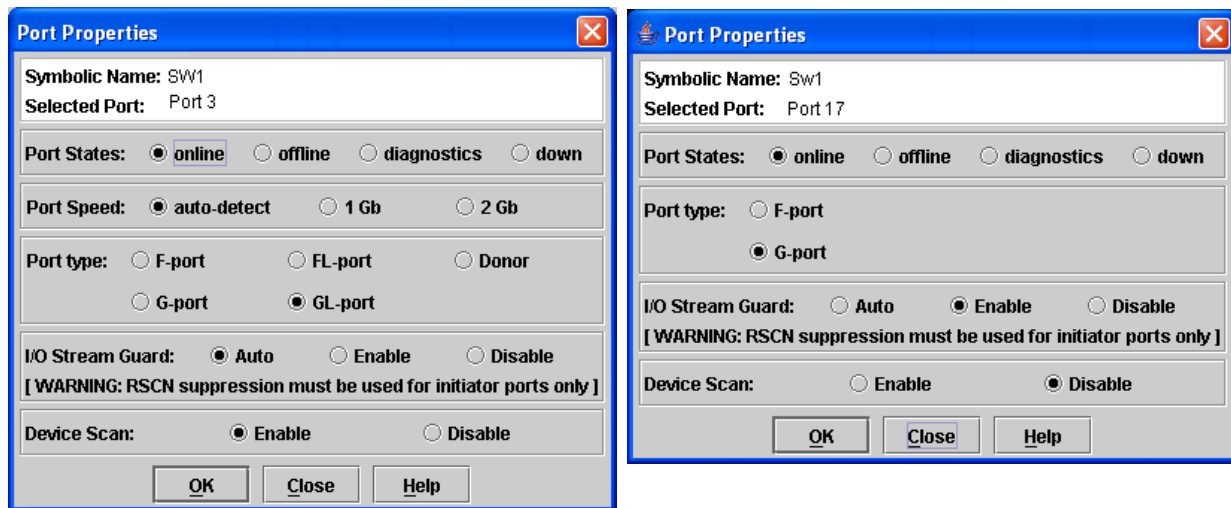 Port Properties
Symbolic Name: SW1
Selected Port: Port 3
Port States: online offline diagnostics down
Port Speed: auto-detect 1 Gb 2 Gb
Port type: F-port FL-port Donor
G-port GL-port
I/O Stream Guard: Auto Enable Disable
[ WARNING: RSCN suppression must be used for initiator ports only ]
Device Scan: Enable Disable
OK Close Help
Port Properties
Symbolic Name: Sw1
Selected Port: Port 17
Port States: online offline diagnostics down
Port type: F-port
G-port
I/O Stream Guard: Auto Enable Disable
[ WARNING: RSCN suppression must be used for initiator ports only ]
Device Scan: Enable Disable
OK Close Help